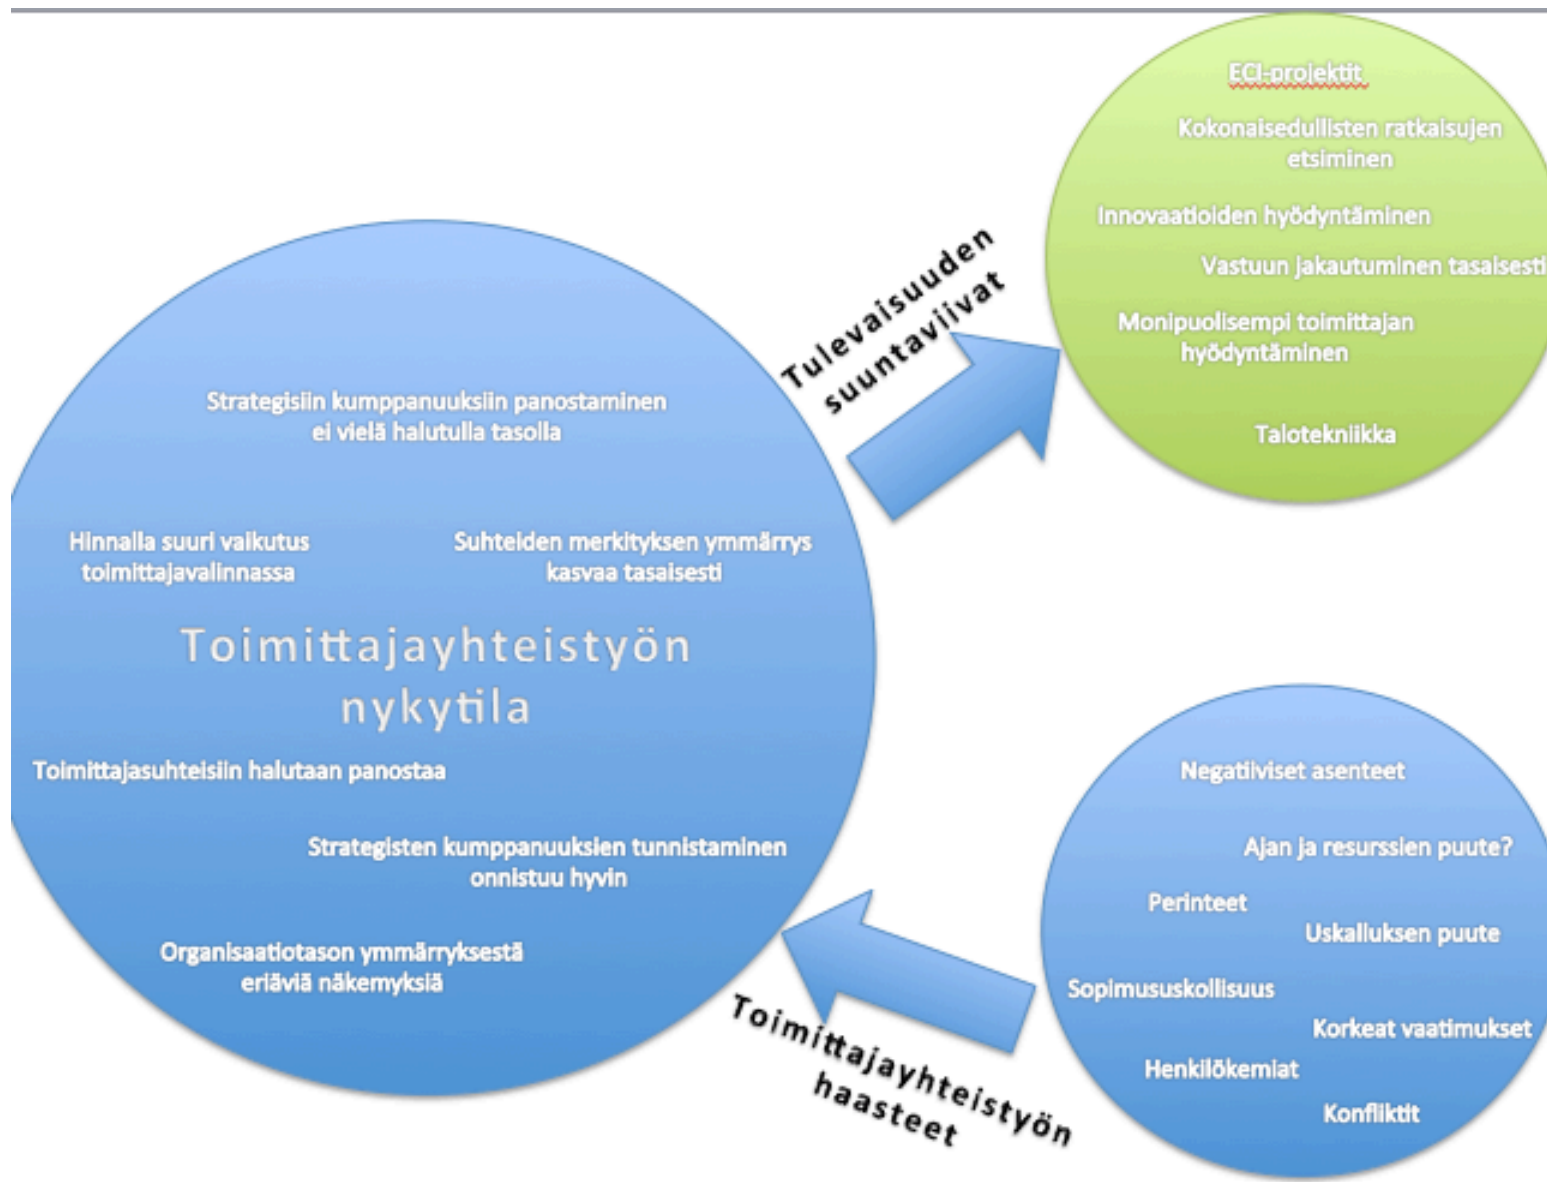 ECI-projektit
Kokonaisedullisten ratkaisujen
etsiminen
Innovaatioiden hyödyntäminen
Vastuun jakautuminen tasaisesti
Monipuolisempi toimittajan
hyödyntäminen
Talotekniikka
Tulevaisuuden
suuntaviivat
Strategisiin kumppanuuksiin panostaminen
ei vielä halutulla tasolla
Hinnalla suuri vaikutus
toimittajavalinnassa
Suhteiden merkityksen ymmärrys
kasvaa tasaisesti
Toimittajayhteistyön
nykytila
Toimittajasuhteisiin halutaan panostaa
Strategisten kumppanuuksien tunnistaminen
onnistuu hyvin
Organisaatiotason ymmärryksestä
eriäviä näkemyksiä
Toimittajayhteistyön
haasteet
Negatiiviset asenteet
Ajan ja resurssien puute?
Perinteet
Uskalluksen puute
Sopimususkollisuus
Korkeat vaatimukset
Henkilökemiat
Konfliktit